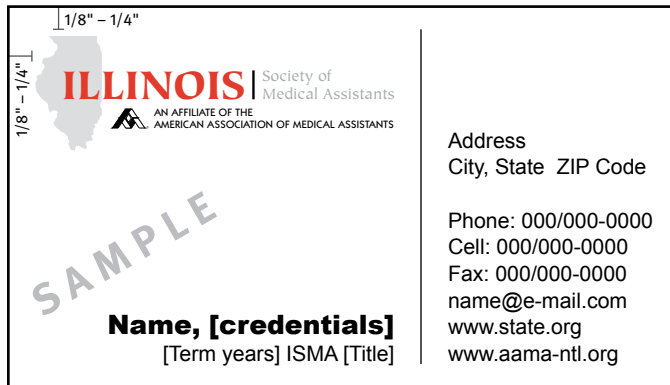 1/8" – 1/4"
1/8" – 1/4"
ILLINOIS
Society of
Medical Assistants
AN AFFILIATE OF THE
AMERICAN ASSOCIATION OF MEDICAL ASSISTANTS
SAMPLE
Name, [credentials]
[Term years] ISMA [Title]
Address
City, State  ZIP Code
Phone: 000/000-0000
Cell: 000/000-0000
Fax: 000/000-0000
name@e-mail.com
www.state.org
www.aama-ntl.org